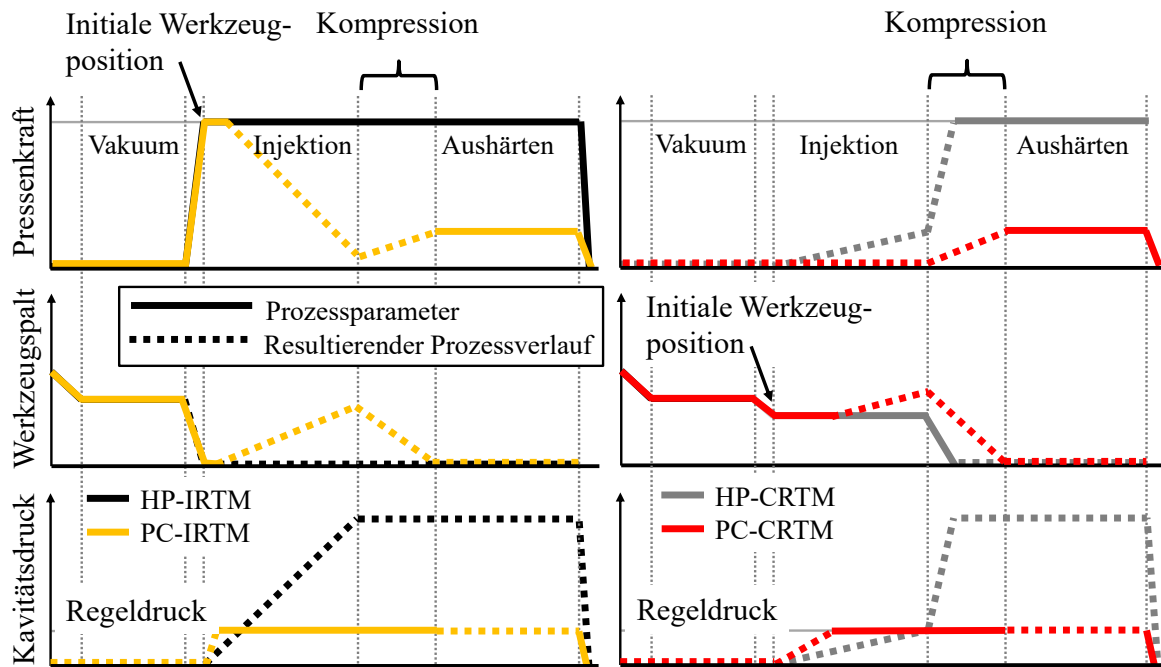 Initiale Werkzeug-
position
Kompression
Pressenkraft
Vakuum
Injektion
Aushärten
Kompression
Vakuum
Injektion
Aushärten
Werkzeugspalt
Prozessparameter
Resultierender Prozessverlauf
Initiale Werkzeug-
position
Kavitätsdruck
HP-IRTM
PC-IRTM
Regeldruck
HP-CRTM
PC-CRTM
Regeldruck